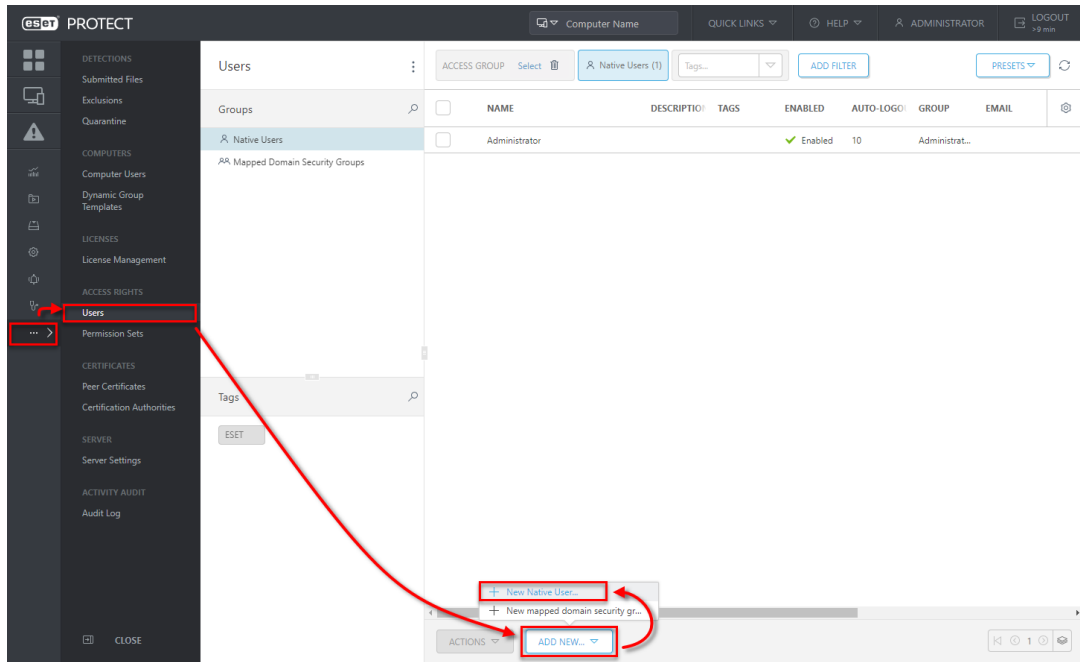 eset PROTECT
Computer Name
QUICK LINKS
HELP
ADMINISTRATOR
LOGOUT
>9 min
DETECTIONS
Submitted Files
Exclusions
Quarantine
COMPUTERS
Computer Users
Dynamic Group
Templates
LICENSES
License Management
ACCESS RIGHTS
Users
Permission Sets
CERTIFICATES
Peer Certificates
Certification Authorities
SERVER
Server Settings
ACTIVITY AUDIT
Audit Log
CLOSE
Users
Groups
Native Users
Mapped Domain Security Groups
Tags
ESET
ACCESS GROUP Select
Native Users (1)
Tags...
ADD FILTER
PRESETS
NAME DESCRIPTION TAGS ENABLED AUTO-LOGO GROUP EMAIL
Administrator Enabled 10 Administrat...
New Native User...
New mapped domain security gr...
ACTIONS
ADD NEW...
1